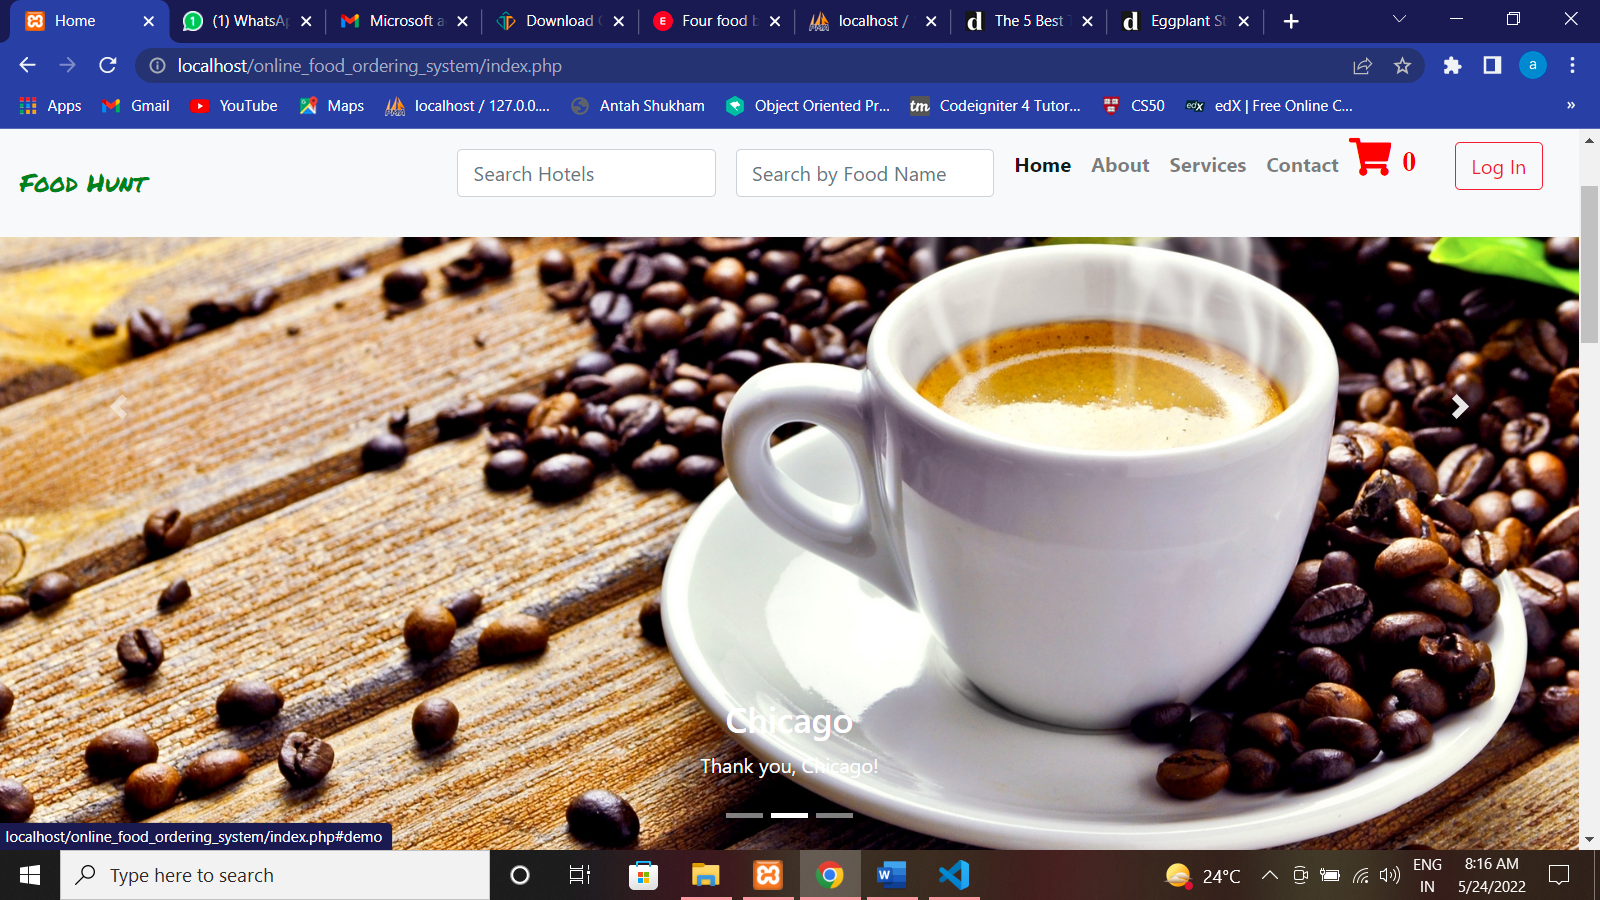 Home
(1) WhatsAp
Microsoft a
Download
Four food b
localhost /
The 5 Best T
Eggplant St
localhost/online_food_ordering_system/index.php
a
Apps
Gmail
YouTube
Maps
localhost / 127.0.0....
Antah Shukham
Object Oriented Pr...
tm
Codeigniter 4 Tutor...
CS50
edX
edX | Free Online C...
»
Food Hunt
Search Hotels
Search by Food Name
Home
About
Services
Contact
0
Log In
Chicago
Thank you, Chicago!
localhost/online_food_ordering_system/index.php#demo
Type here to search
24°C
ENG
IN
8:16 AM
5/24/2022